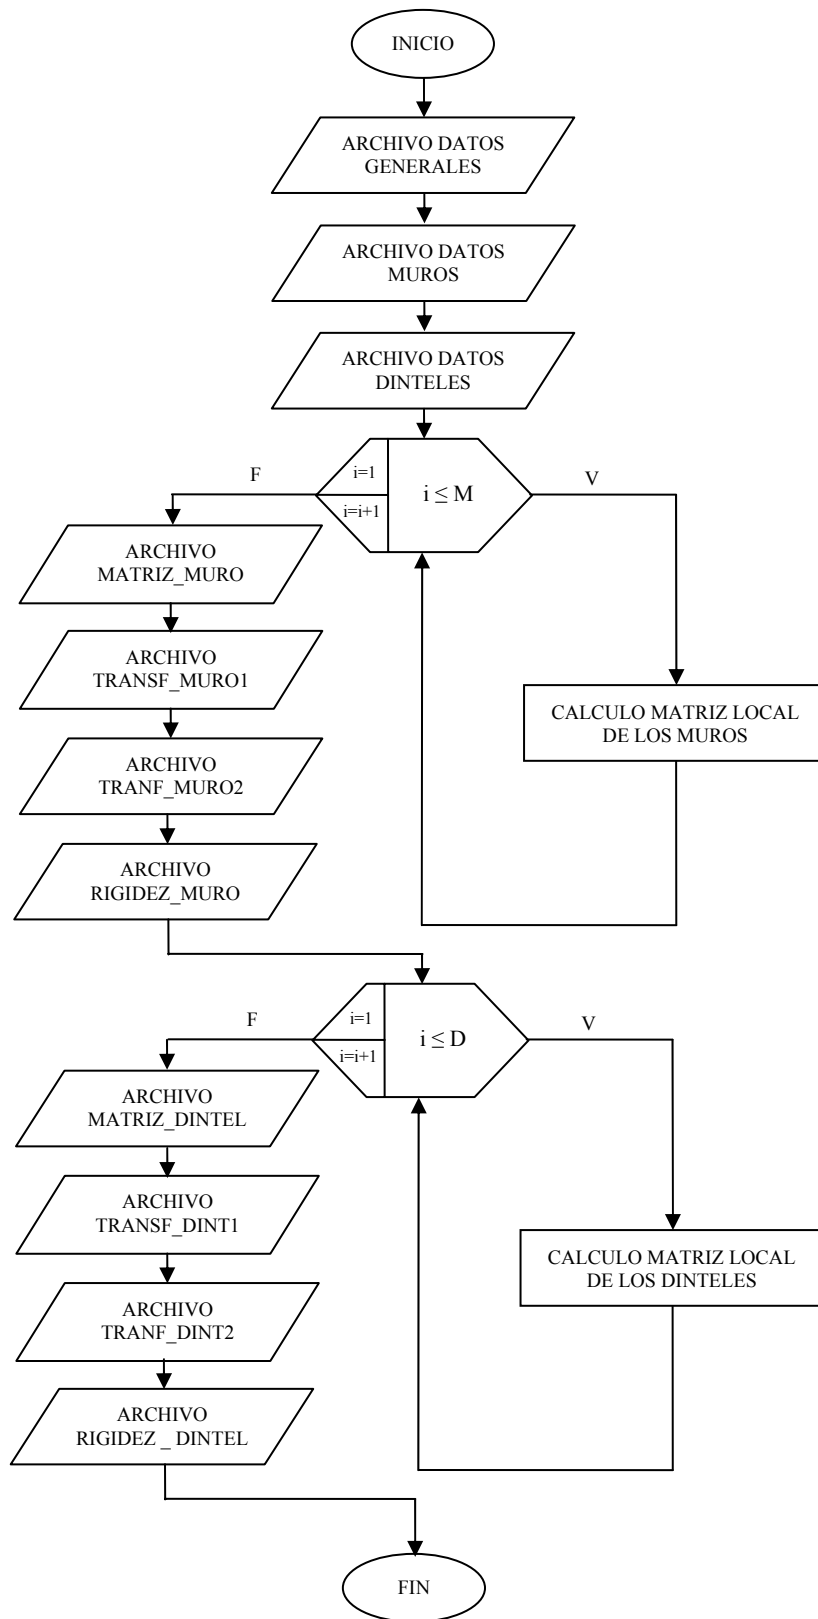 INICIO
ARCHIVO DATOS
GENERALES
ARCHIVO DATOS
MUROS
ARCHIVO DATOS
DINTELES
F
i=1
i=i+1
i ≤ M
V
ARCHIVO
MATRIZ_MURO
ARCHIVO
TRANSF_MURO1
CALCULO MATRIZ LOCAL
DE LOS MUROS
ARCHIVO
TRANF_MURO2
ARCHIVO
RIGIDEZ_MURO
F
i=1
i=i+1
i ≤ D
V
ARCHIVO
MATRIZ_DINTEL
ARCHIVO
TRANSF_DINT1
CALCULO MATRIZ LOCAL
DE LOS DINTELES
ARCHIVO
TRANF_DINT2
ARCHIVO
RIGIDEZ _ DINTEL
FIN